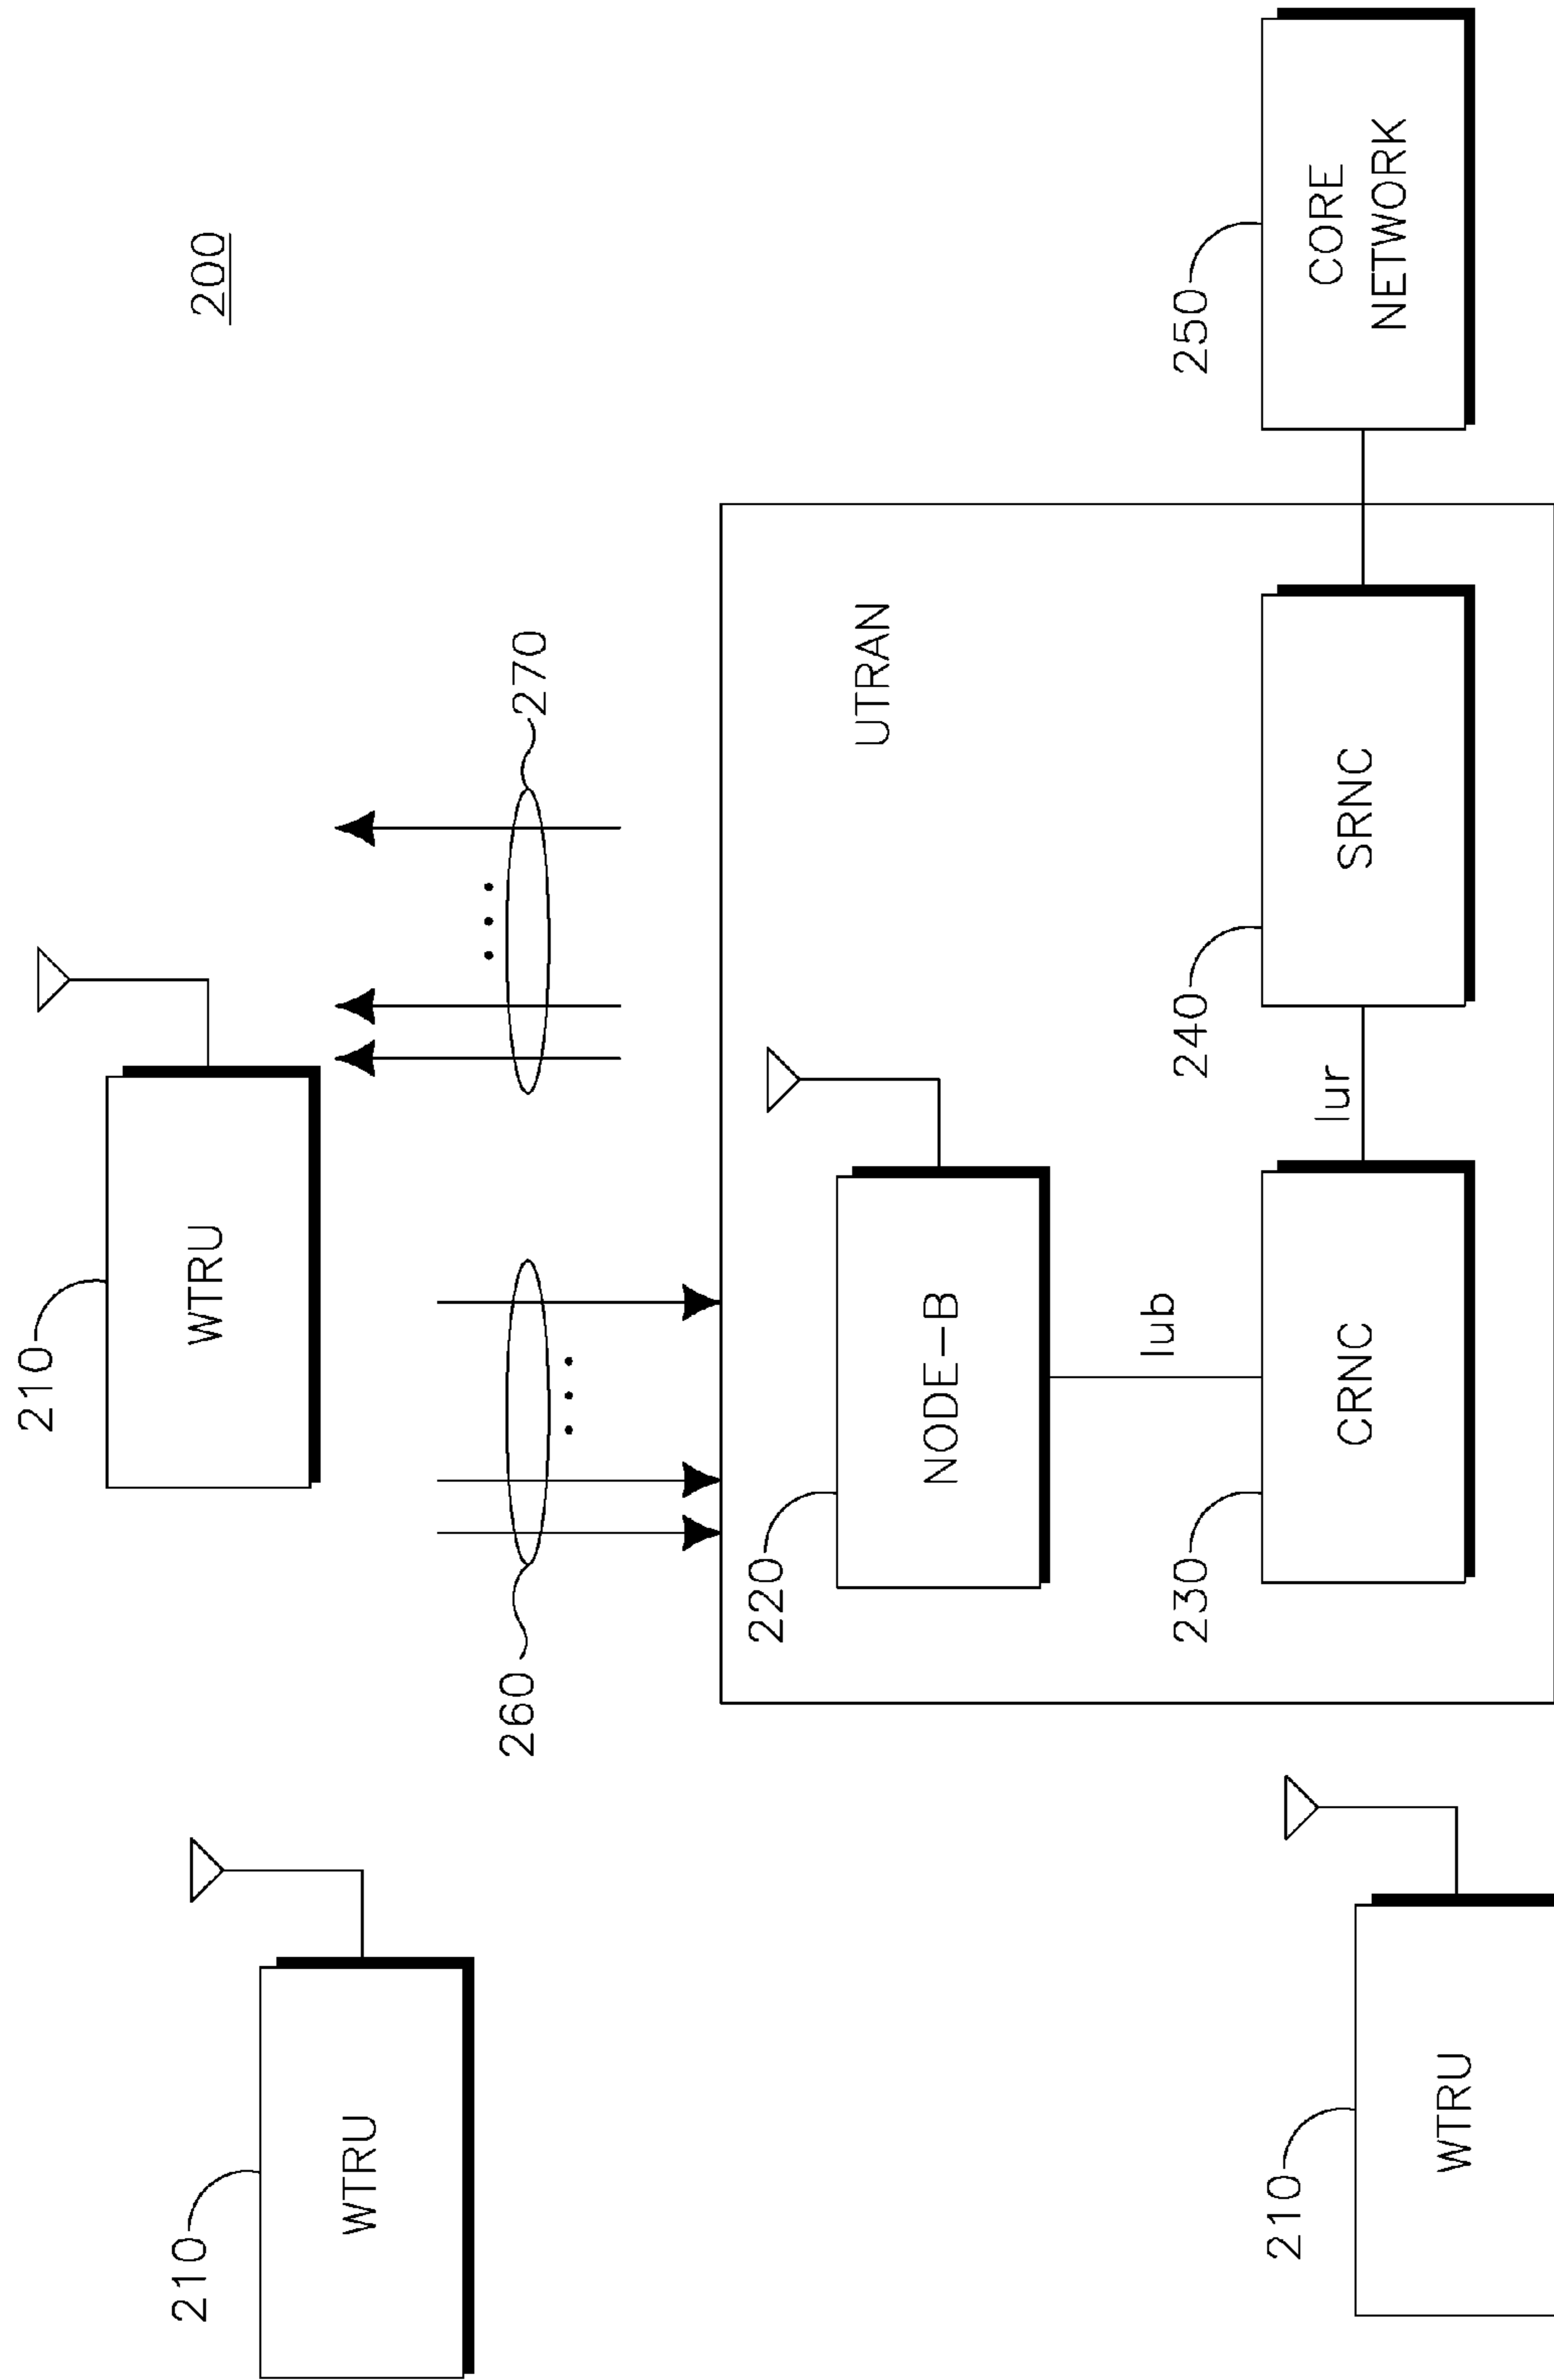 210
WTRU
200
210
WTRU
260
270
220
UTRAN
NODE-B
Iub
210
WTRU
230
CRNC
Iur
240
SRNC
250
CORE
NETWORK